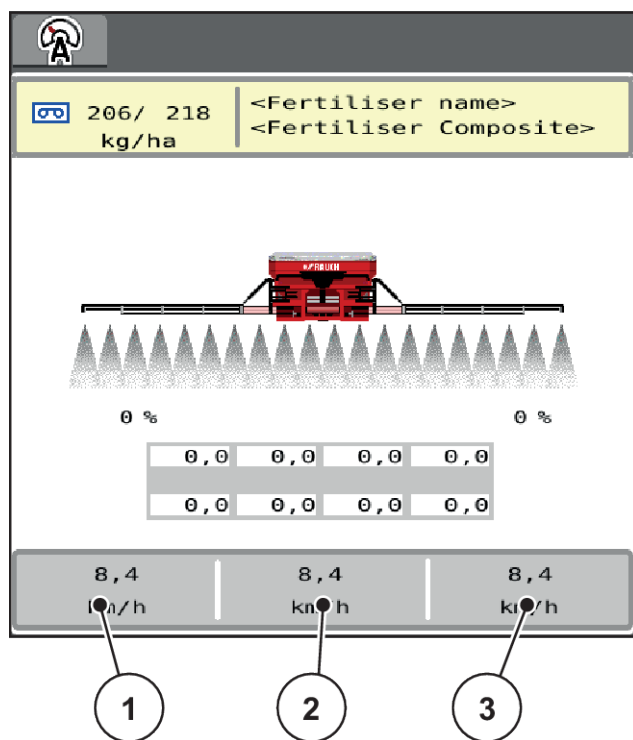 A
206/ 218
kg/ha
<Fertiliser name>
<Fertiliser Composite>
RAUCH
0 %
0 %
0,0 0,0 0,0 0,0
0,0 0,0 0,0 0,0
8,4 8,4 8,4
km/h km/h km/h
1 2 3